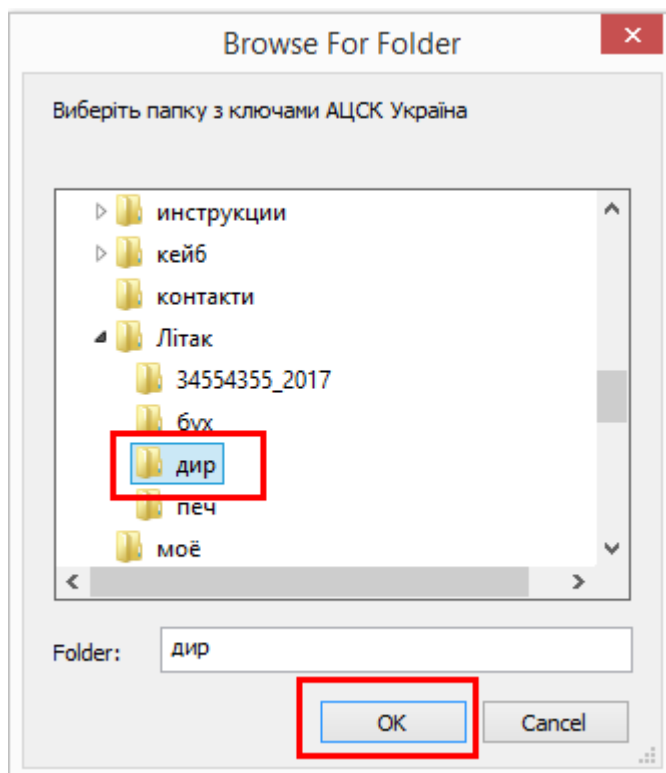 Browse For Folder
Виберіть папку з ключами АЦСК Україна
инструкции
кейб
контакти
Літак
34554355_2017
бух
дир
печ
моё
Folder: дир
OK Cancel